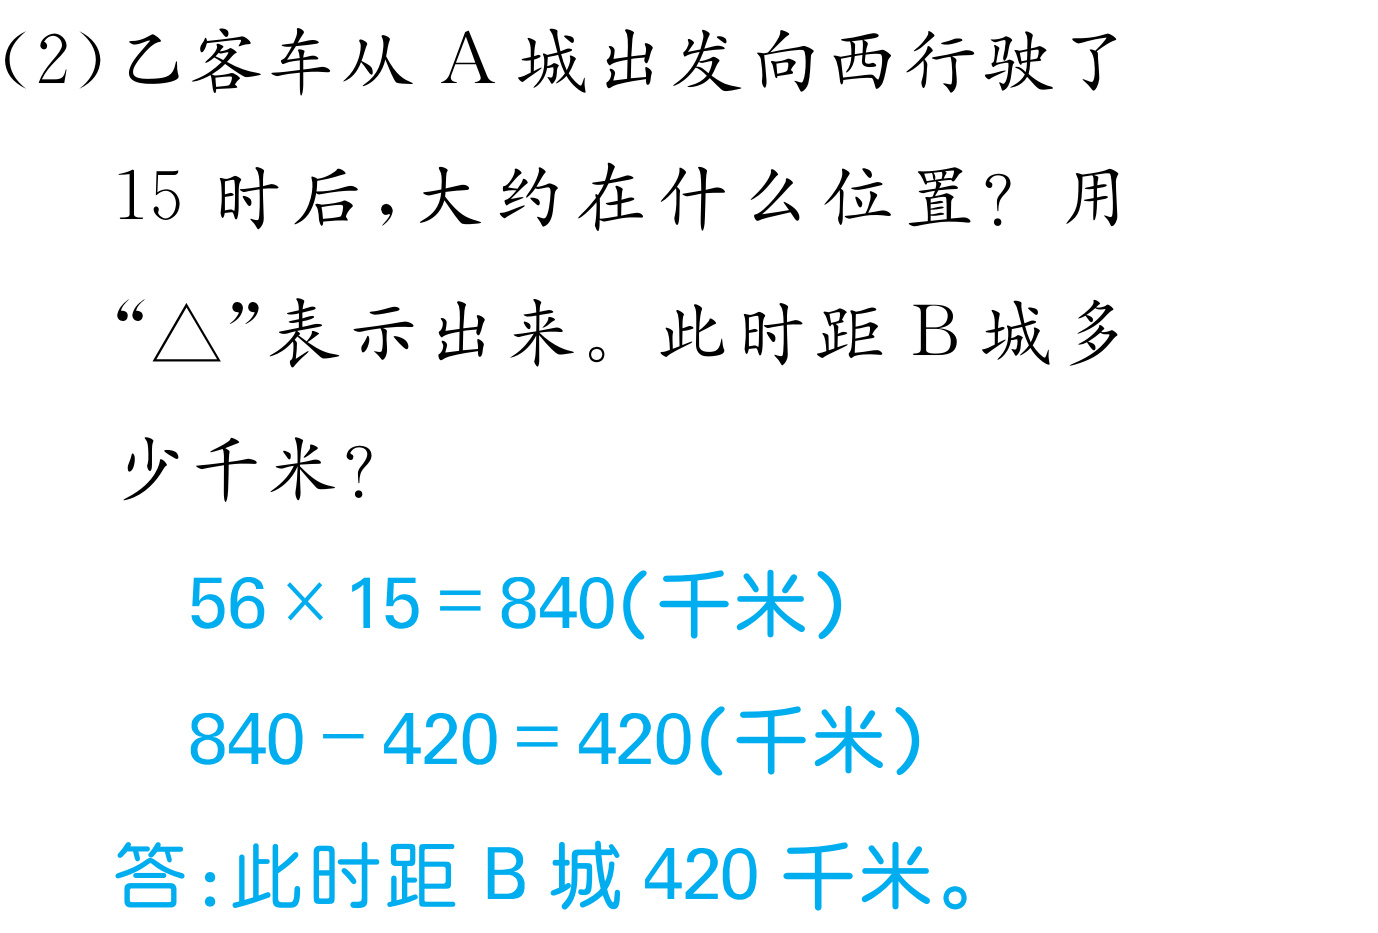 (2)乙客车从 A 城出发向西行驶了
15 时后,大约在什么位置? 用
“△”表示出来。此时距 B 城多
少千米?
56×15=840(千米)
840-420=420(千米)
答:此时距 B 城 420 千米。